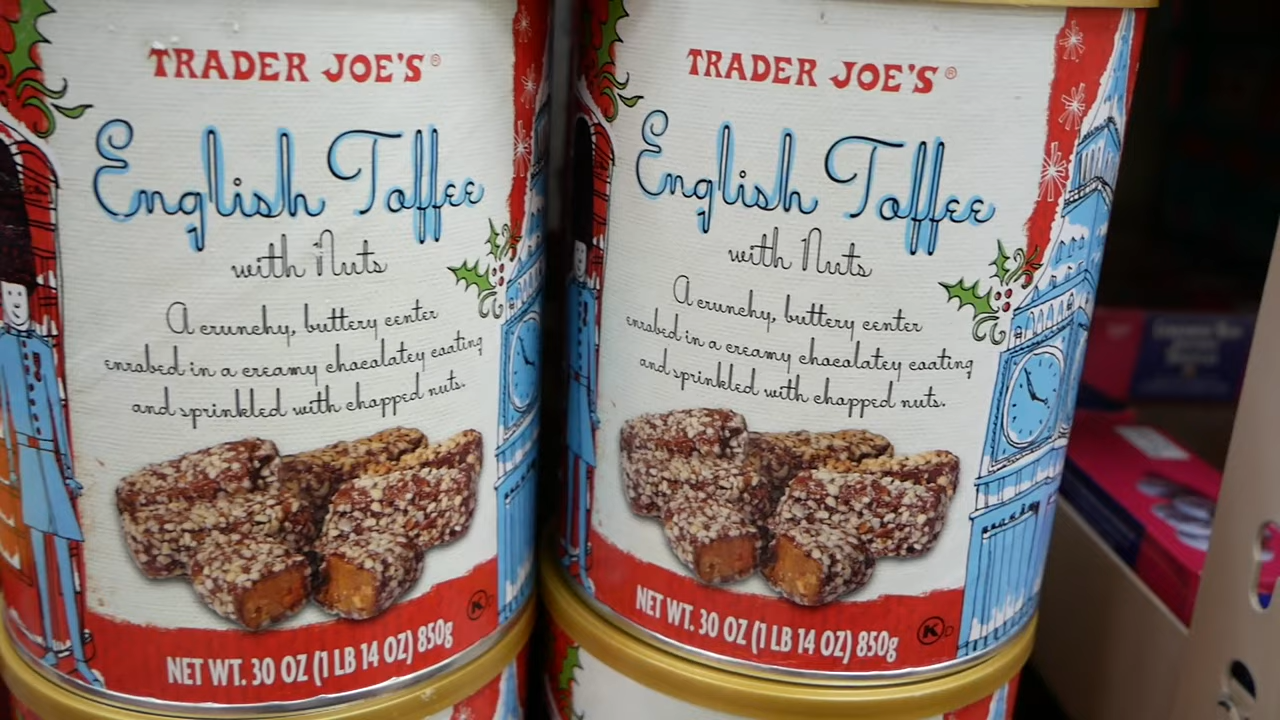 TRADER JOE'S®
English Toffee
with Nuts
A crunchy, buttery center
enrobed in a creamy chocolatey coating
and sprinkled with chopped nuts.
NET WT. 30 OZ (1 LB 14 OZ) 850g
K D
TRADER JOE'S®
English Toffee
with Nuts
A crunchy, buttery center
enrobed in a creamy chocolatey coating
and sprinkled with chopped nuts.
NET WT. 30 OZ (1 LB 14 OZ) 850g
K D